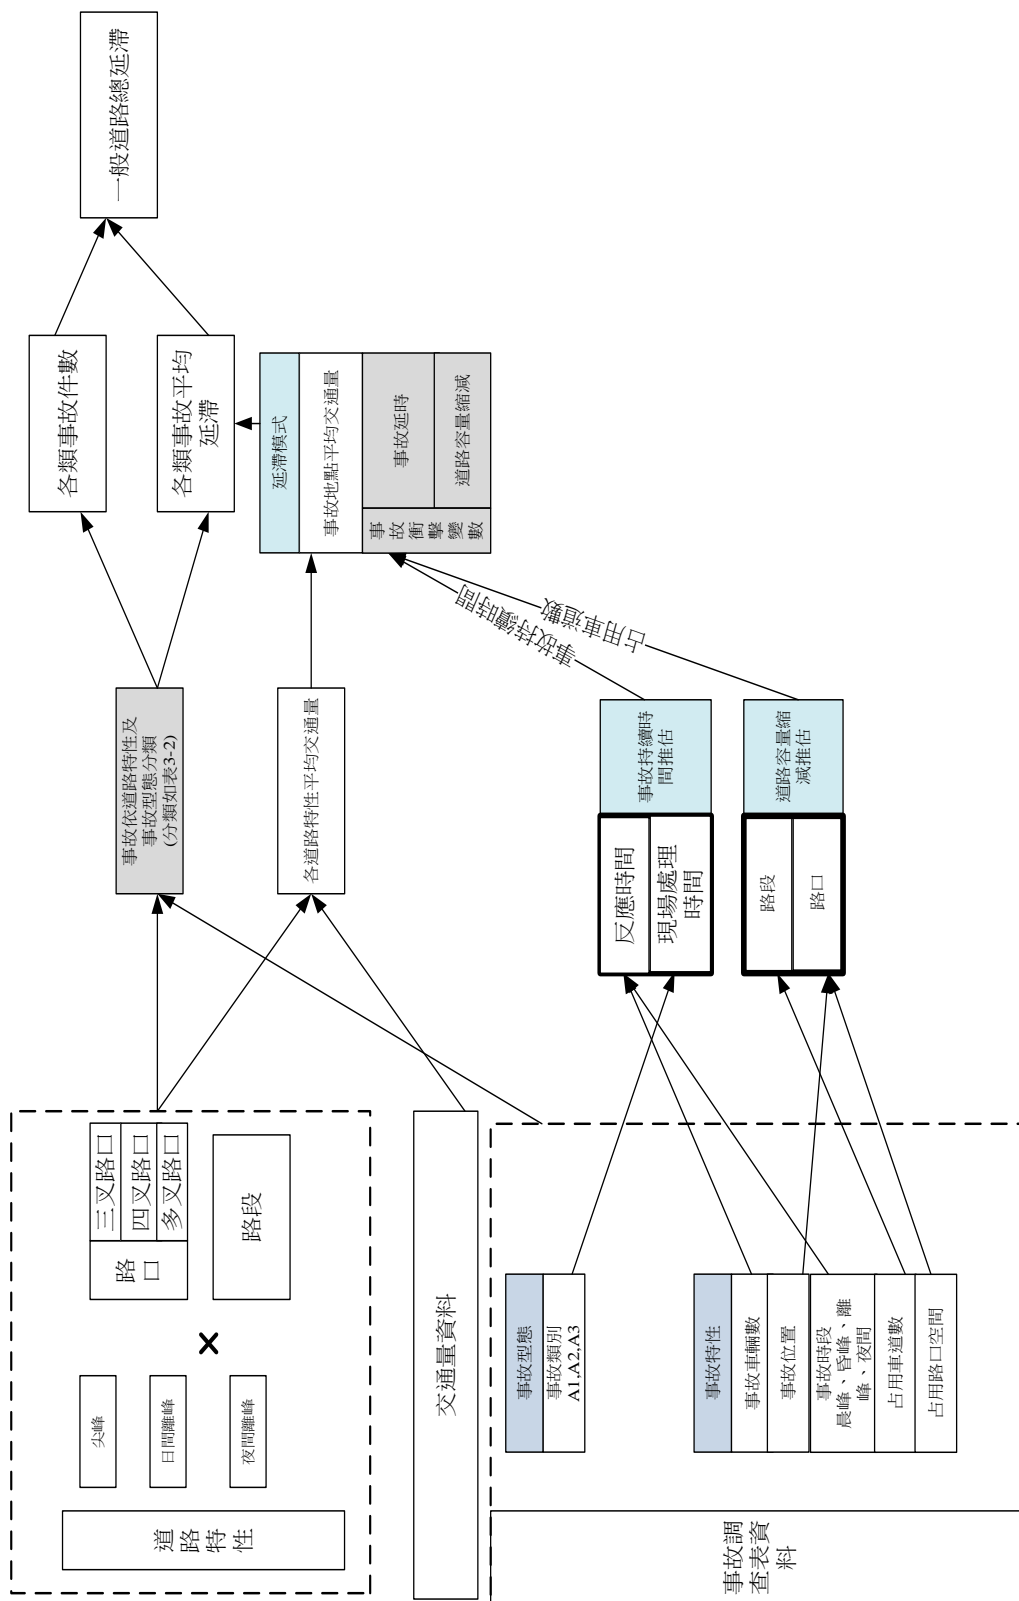 道路
特性
尖峰
日間離峰
夜間離峰
×
路
口
三叉路口
四叉路口
多叉路口
路段
交通量資料
事故調
查表資
料
事故型態
事故類別
A1,A2,A3
事故特性
事故車輛數
事故位置
事故時段
晨峰、昏峰、離
峰、夜間
占用車道數
占用路口空間
事故依道路特性及
事故型態分類
(分類如表3-2)
各道路特性平均交通量
反應時間
現場處理
時間
事故持續時
間推估
路段
路口
道路容量縮
減推估
事故持續時間
占用車道數
各類事故件數
各類事故平均
延滯
延滯模式
事故地點平均交通量
事
故
衝
擊
變
數
事故延時
道路容量縮減
一般道路總延滯